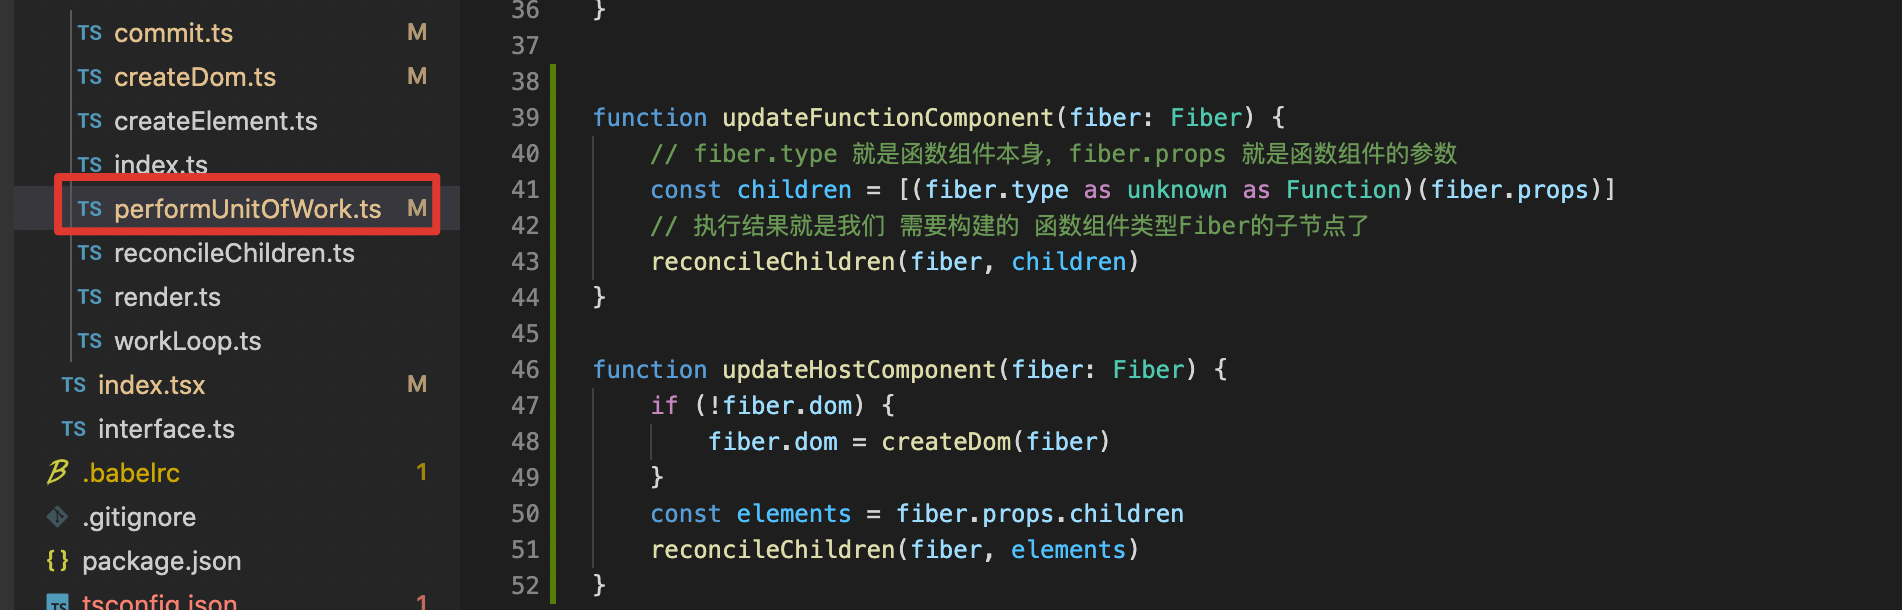 TS commit.ts M
TS createDom.ts M
TS createElement.ts
TS index.ts
TS performUnitOfWork.ts M
TS reconcileChildren.ts
TS render.ts
TS workLoop.ts
TS index.tsx M
TS interface.ts
.babelrc 1
.gitignore
{} package.json
TS tsconfig.json 1
36 }
37
38
39 function updateFunctionComponent(fiber: Fiber) {
40 // fiber.type 就是函数组件本身，fiber.props 就是函数组件的参数
41 const children = [(fiber.type as unknown as Function)(fiber.props)]
42 // 执行结果就是我们 需要构建的 函数组件类型Fiber的子节点了
43 reconcileChildren(fiber, children)
44 }
45
46 function updateHostComponent(fiber: Fiber) {
47 if (!fiber.dom) {
48 fiber.dom = createDom(fiber)
49 }
50 const elements = fiber.props.children
51 reconcileChildren(fiber, elements)
52 }